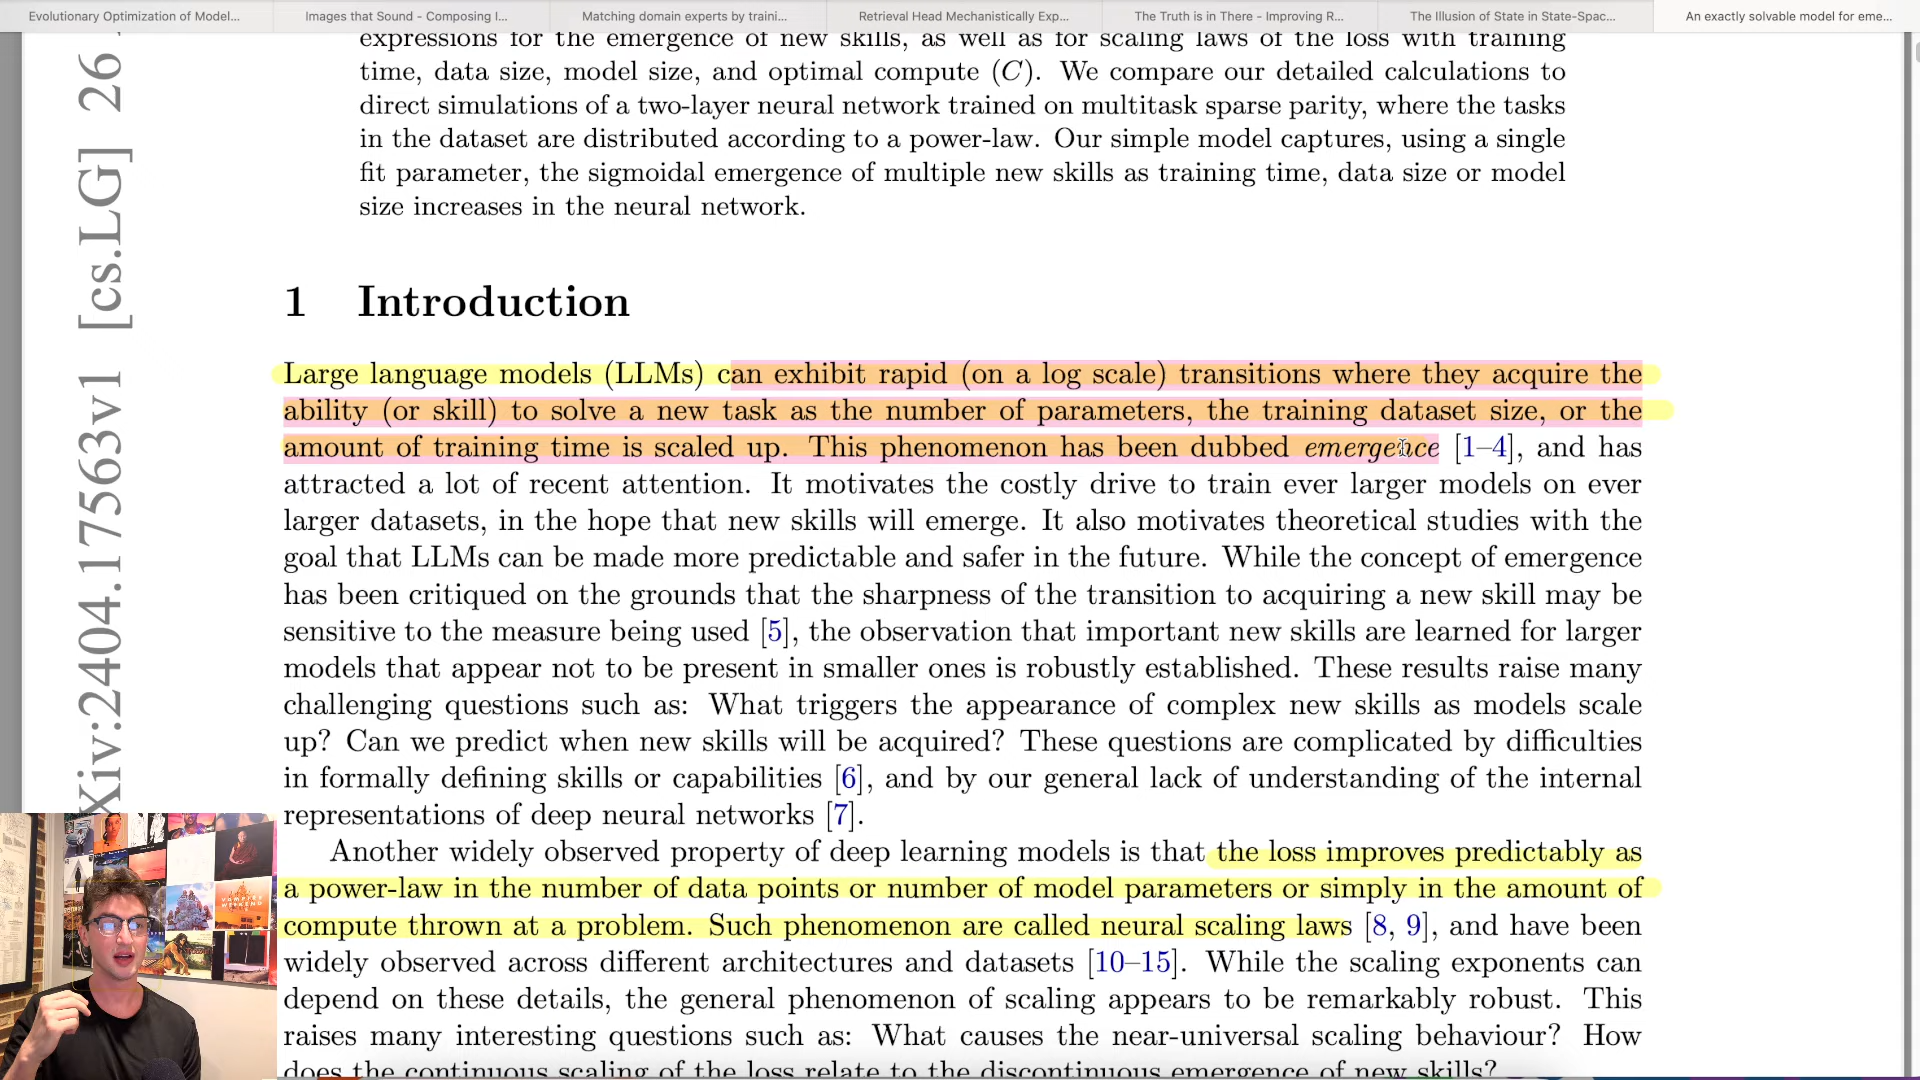 Evolutionary Optimization of Model...
Images that Sound - Composing I...
Matching domain experts by traini...
Retrieval Head Mechanistically Exp...
The Truth is in There - Improving R...
The Illusion of State in State-Spac...
An exactly solvable model for eme...
expressions for the emergence of new skills, as well as for scaling laws of the loss with training
time, data size, model size, and optimal compute (C). We compare our detailed calculations to
direct simulations of a two-layer neural network trained on multitask sparse parity, where the tasks
in the dataset are distributed according to a power-law. Our simple model captures, using a single
fit parameter, the sigmoidal emergence of multiple new skills as training time, data size or model
size increases in the neural network.
Xiv:2404.17563v1 [cs.LG] 26
1 Introduction
Large language models (LLMs) can exhibit rapid (on a log scale) transitions where they acquire the
ability (or skill) to solve a new task as the number of parameters, the training dataset size, or the
amount of training time is scaled up. This phenomenon has been dubbed emergence [1–4], and has
attracted a lot of recent attention. It motivates the costly drive to train ever larger models on ever
larger datasets, in the hope that new skills will emerge. It also motivates theoretical studies with the
goal that LLMs can be made more predictable and safer in the future. While the concept of emergence
has been critiqued on the grounds that the sharpness of the transition to acquiring a new skill may be
sensitive to the measure being used [5], the observation that important new skills are learned for larger
models that appear not to be present in smaller ones is robustly established. These results raise many
challenging questions such as: What triggers the appearance of complex new skills as models scale
up? Can we predict when new skills will be acquired? These questions are complicated by difficulties
in formally defining skills or capabilities [6], and by our general lack of understanding of the internal
representations of deep neural networks [7].
Another widely observed property of deep learning models is that the loss improves predictably as
a power-law in the number of data points or number of model parameters or simply in the amount of
compute thrown at a problem. Such phenomenon are called neural scaling laws [8, 9], and have been
widely observed across different architectures and datasets [10–15]. While the scaling exponents can
depend on these details, the general phenomenon of scaling appears to be remarkably robust. This
raises many interesting questions such as: What causes the near-universal scaling behaviour? How
does the continuous scaling of the loss relate to the discontinuous emergence of new skills?